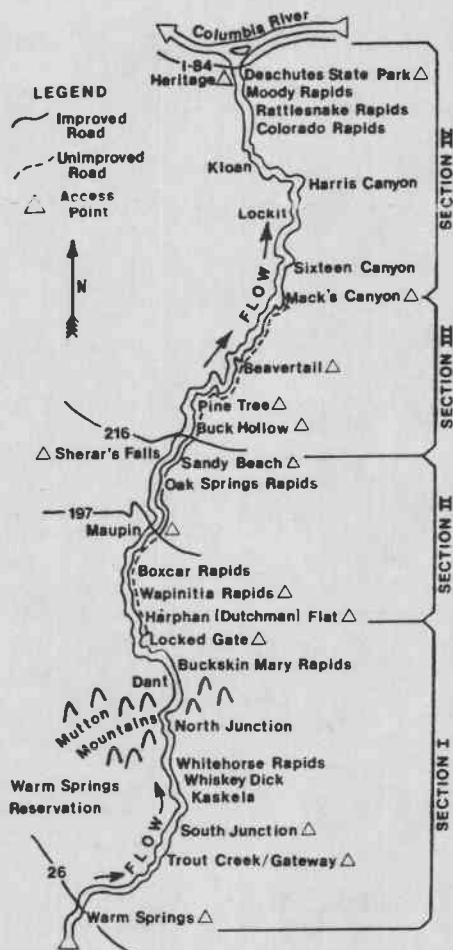 Columbia River
I-84
Heritage △
Deschutes State Park △
Moody Rapids
Rattlesnake Rapids
Colorado Rapids
LEGEND
Improved
Road
Unimproved
Road
△ Access
Point
N
Kloan
Harris Canyon
Lockit
FLOW
Sixteen Canyon
Mack's Canyon △
Beavertail △
Pine Tree △
Buck Hollow △
216
△ Sherar's Falls
Sandy Beach △
Oak Springs Rapids
197
Maupin △
Boxcar Rapids
Wapinitia Rapids △
Harphan (Dutchman) Flat △
Locked Gate △
Buckskin Mary Rapids
Dant
Mutton
Mountains
North Junction
Whitehorse Rapids
Whiskey Dick
Kaskela
Warm Springs
Reservation
FLOW
South Junction △
Trout Creek/Gateway △
26
Warm Springs △
SECTION IV
SECTION III
SECTION II
SECTION I